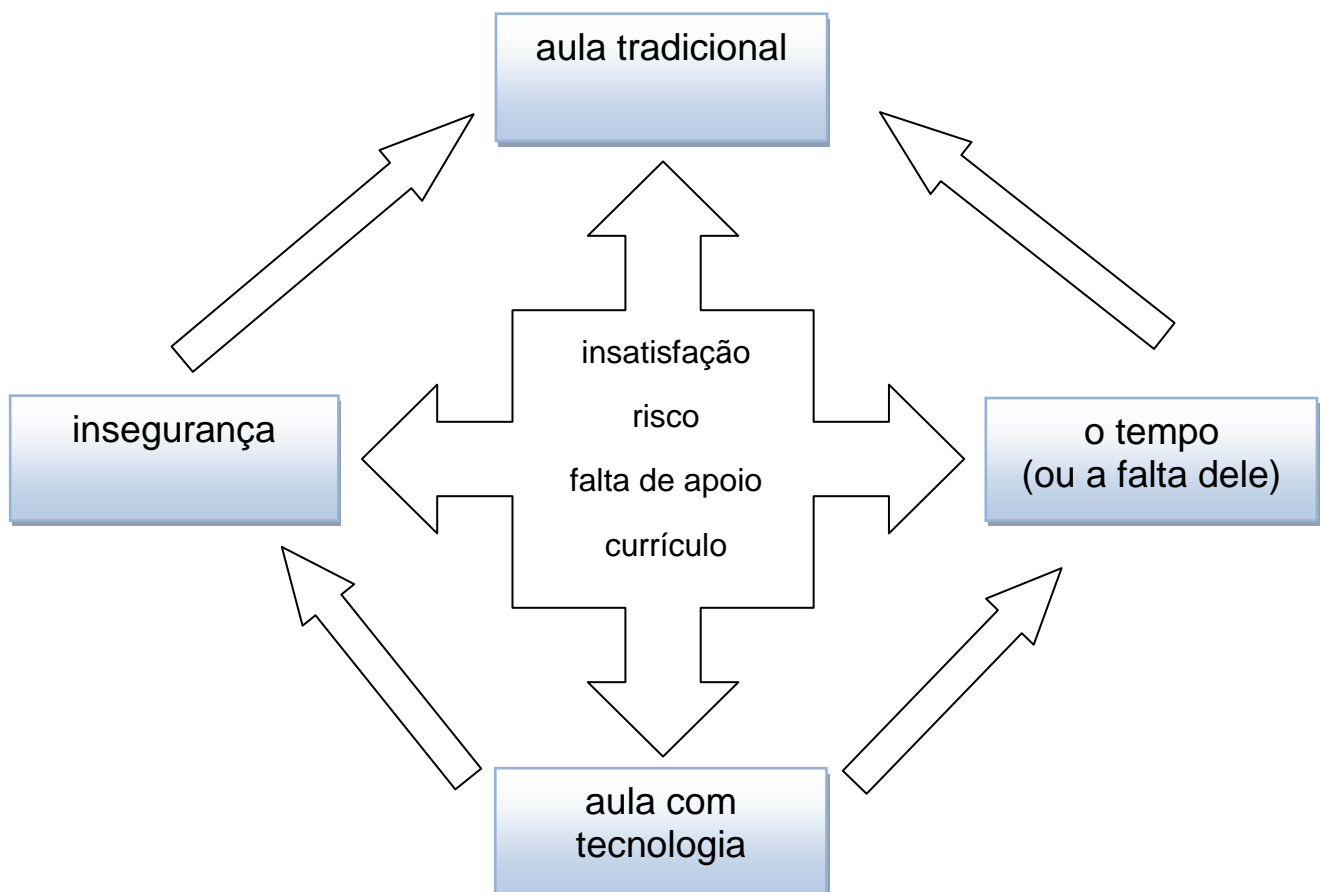 aula tradicional
insatisfação
risco
falta de apoio
currículo
insegurança
o tempo
(ou a falta dele)
aula com
tecnologia